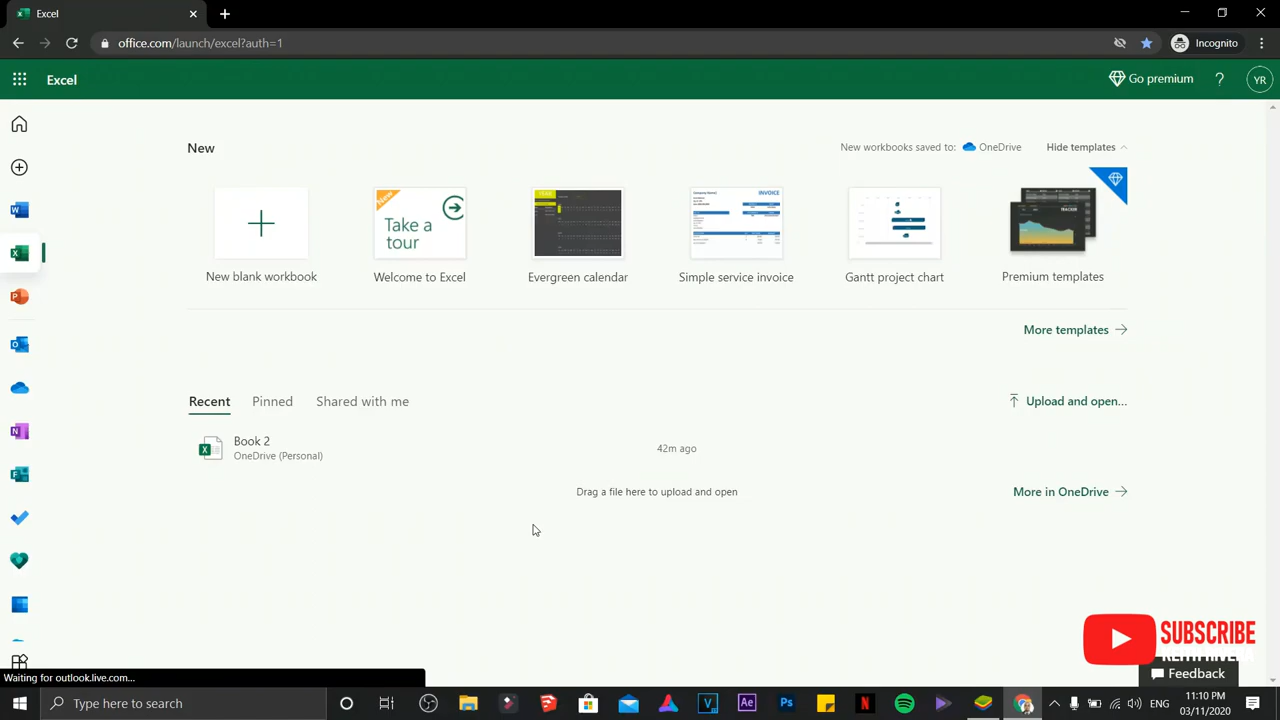 Excel
office.com/launch/excel?auth=1
Incognito
Excel
Go premium
?
YR
New
New workbooks saved to: OneDrive
Hide templates
New
Take a
tour
INVOICE
New blank workbook
Welcome to Excel
Evergreen calendar
Simple service invoice
Gantt project chart
Premium templates
More templates
Recent
Pinned
Shared with me
Upload and open...
Book 2
OneDrive (Personal)
42m ago
Drag a file here to upload and open
More in OneDrive
SUBSCRIBE
Feedback
Waiting for outlook.live.com...
Type here to search
Ae
Ps
N
ENG
11:10 PM
03/11/2020